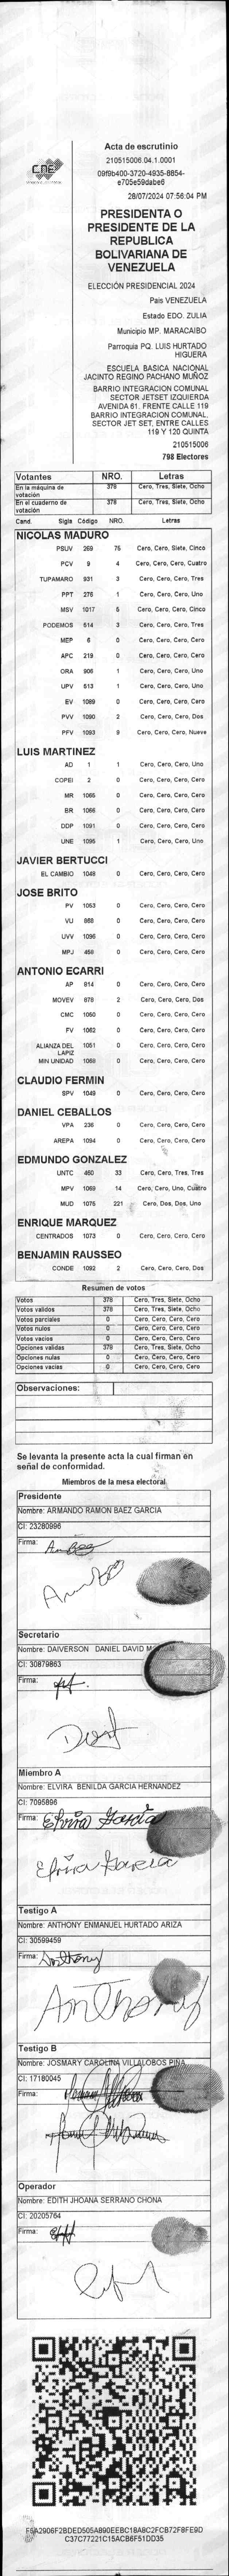 CNE
Acta de escrutinio
210515006.04.1.0001
09f9b400-3720-4935-8854-
e705e59dabe6
28/07/2024 07:56:04 PM
PRESIDENTA O
PRESIDENTE DE LA
REPUBLICA
BOLIVARIANA DE
VENEZUELA
ELECCIÓN PRESIDENCIAL 2024
País VENEZUELA
Estado EDO. ZULIA
Municipio MP. MARACAIBO
Parroquia PQ. LUIS HURTADO
HIGUERA
ESCUELA BASICA NACIONAL
JACINTO REGINO PACHANO MUÑOZ
BARRIO INTEGRACION COMUNAL
SECTOR JETSET IZQUIERDA
AVENIDA 61. FRENTE CALLE 119
BARRIO INTEGRACION COMUNAL,
SECTOR JET SET, ENTRE CALLES
119 Y 120 QUINTA
210515006
798 Electores
Votantes NRO. Letras
En la máquina de votación 378 Cero, Tres, Siete, Ocho
En el cuaderno de votación 378 Cero, Tres, Siete, Ocho
Cand. Sigla Código NRO. Letras
NICOLAS MADURO
PSUV 269 75 Cero, Cero, Siete, Cinco
PCV 9 4 Cero, Cero, Cero, Cuatro
TUPAMARO 931 3 Cero, Cero, Cero, Tres
PPT 275 1 Cero, Cero, Cero, Uno
MSV 1017 5 Cero, Cero, Cero, Cinco
PODEMOS 514 3 Cero, Cero, Cero, Tres
MEP 6 0 Cero, Cero, Cero, Cero
APC 219 0 Cero, Cero, Cero, Cero
ORA 906 1 Cero, Cero, Cero, Uno
UPV 513 1 Cero, Cero, Cero, Uno
EV 1089 0 Cero, Cero, Cero, Cero
PVV 1090 2 Cero, Cero, Cero, Dos
PFV 1093 9 Cero, Cero, Cero, Nueve
LUIS MARTINEZ
AD 1 1 Cero, Cero, Cero, Uno
COPEI 2 0 Cero, Cero, Cero, Cero
MR 1065 0 Cero, Cero, Cero, Cero
BR 1066 0 Cero, Cero, Cero, Cero
DDP 1091 0 Cero, Cero, Cero, Cero
UNE 1095 1 Cero, Cero, Cero, Uno
JAVIER BERTUCCI
EL CAMBIO 1048 0 Cero, Cero, Cero, Cero
JOSE BRITO
PV 1053 0 Cero, Cero, Cero, Cero
VU 868 0 Cero, Cero, Cero, Cero
UVV 1096 0 Cero, Cero, Cero, Cero
MPJ 458 0 Cero, Cero, Cero, Cero
ANTONIO ECARRI
AP 914 0 Cero, Cero, Cero, Cero
MOVEV 678 2 Cero, Cero, Cero, Dos
CMC 1050 0 Cero, Cero, Cero, Cero
FV 1062 0 Cero, Cero, Cero, Cero
ALIANZA DEL LAPIZ 1051 0 Cero, Cero, Cero, Cero
MIN UNIDAD 1068 0 Cero, Cero, Cero, Cero
CLAUDIO FERMIN
SPV 1049 0 Cero, Cero, Cero, Cero
DANIEL CEBALLOS
VPA 236 0 Cero, Cero, Cero, Cero
AREPA 1094 0 Cero, Cero, Cero, Cero
EDMUNDO GONZALEZ
UNTC 460 33 Cero, Cero, Tres, Tres
MPV 1069 14 Cero, Cero, Uno, Cuatro
MUD 1075 221 Cero, Dos, Dos, Uno
ENRIQUE MARQUEZ
CENTRADOS 1073 0 Cero, Cero, Cero, Cero
BENJAMIN RAUSSEO
CONDE 1092 2 Cero, Cero, Cero, Dos
Resumen de votos
Votos 378 Cero, Tres, Siete, Ocho
Votos validos 378 Cero, Tres, Siete, Ocho
Votos parciales 0 Cero, Cero, Cero, Cero
Votos nulos 0 Cero, Cero, Cero, Cero
Votos vacios 0 Cero, Cero, Cero, Cero
Opciones validas 378 Cero, Tres, Siete, Ocho
Opciones nulas 0 Cero, Cero, Cero, Cero
Opciones vacias 0 Cero, Cero, Cero, Cero
Observaciones:
Se levanta la presente acta la cual firman en
señal de conformidad.
Miembros de la mesa electoral
Presidente
Nombre: ARMANDO RAMON BAEZ GARCIA
CI: 23280996
Firma:
Secretario
Nombre: DAIVERSON DANIEL DAVID
CI: 30879863
Firma:
Miembro A
Nombre: ELVIRA BENILDA GARCIA HERNANDEZ
CI: 7095896
Firma: Elvira García
Elvira García
Testigo A
Nombre: ANTHONY ENMANUEL HURTADO ARIZA
CI: 30599459
Firma: Anthony
Anthony
Testigo B
Nombre: JOSMARY CAROLINA VILLALOBOS PIÑA
CI: 17180045
Firma:
Operador
Nombre: EDITH JHOANA SERRANO CHONA
CI: 20205764
Firma:
F5A2906F2BDED505A890EEBC18A8C2FCB72F8FE9D
C37C77221C15ACB6F51DD35